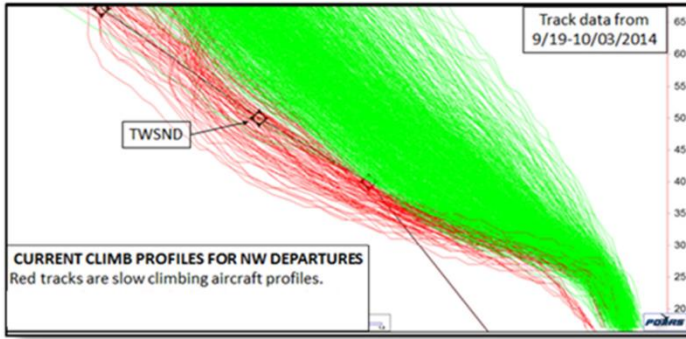 Track data from
9/19-10/03/2014
65
60
55
TWSND
50
45
40
35
30
25
20
CURRENT CLIMB PROFILES FOR NW DEPARTURES
Red tracks are slow climbing aircraft profiles.
PDARS